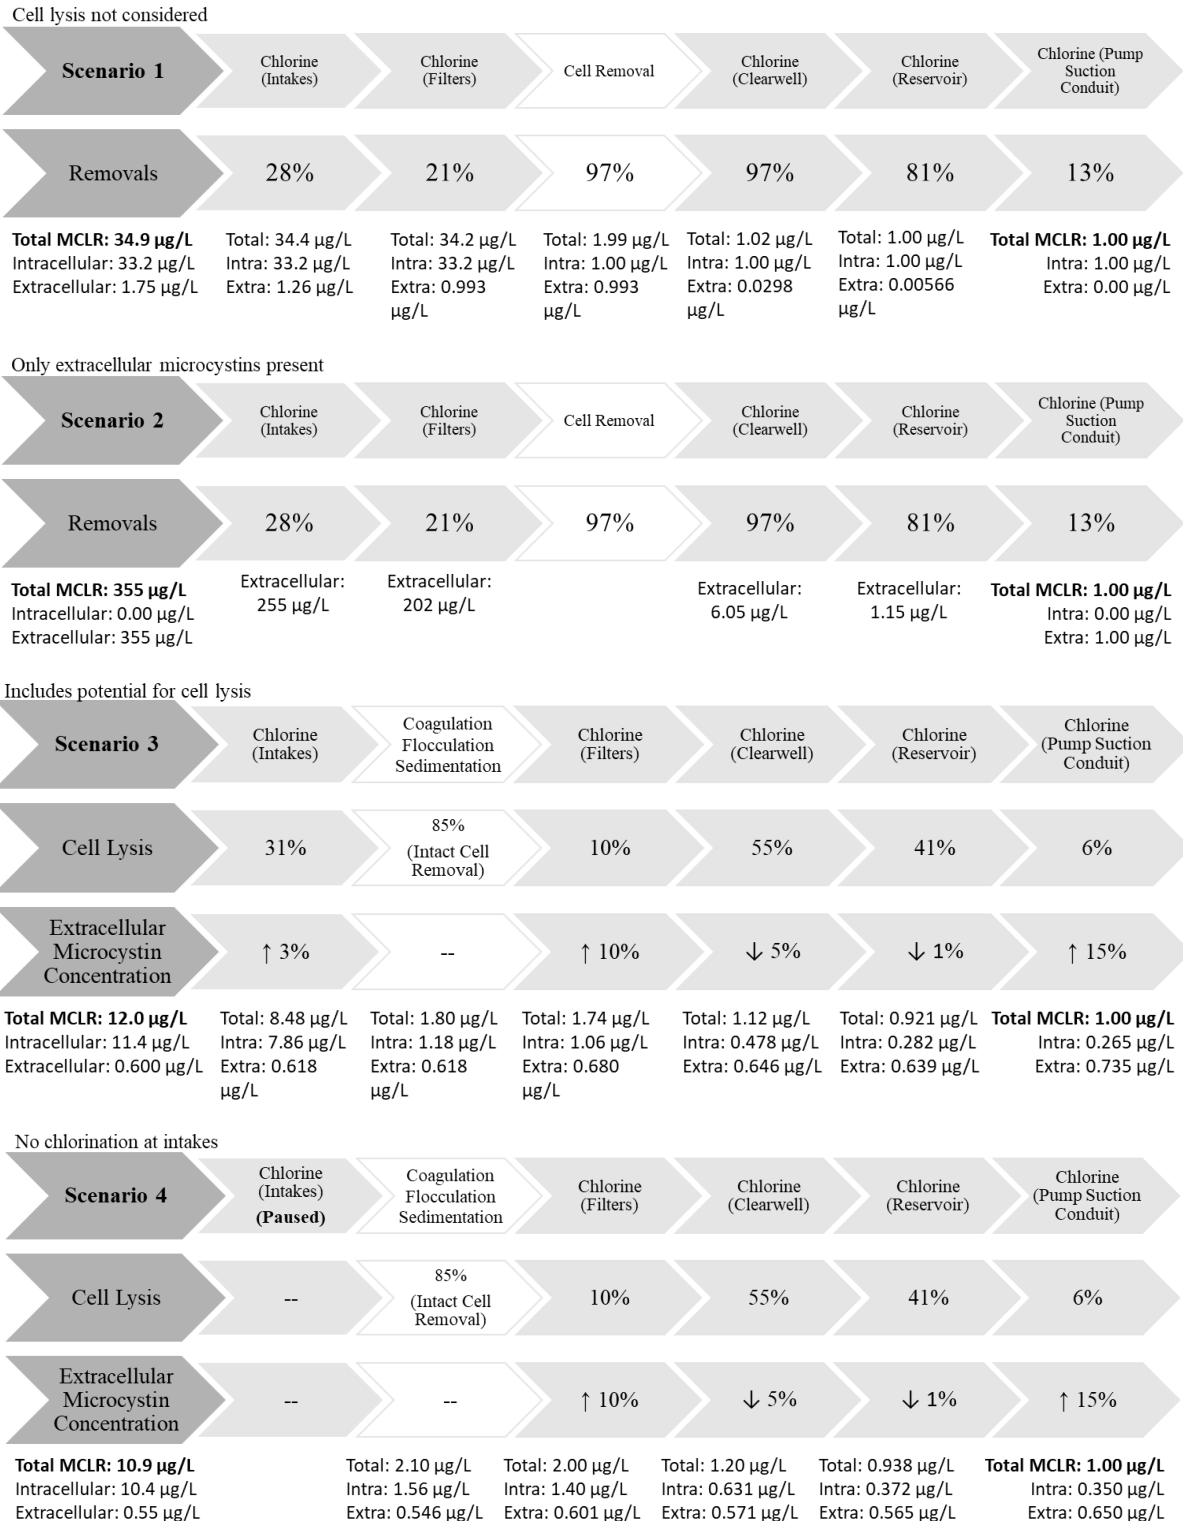 Cell lysis not considered
Scenario 1
Chlorine
(Intakes)
Chlorine
(Filters)
Cell Removal
Chlorine
(Clearwell)
Chlorine
(Reservoir)
Chlorine (Pump
Suction
Conduit)
Removals
28%
21%
97%
97%
81%
13%
Total MCLR: 34.9 µg/L
Intracellular: 33.2 µg/L
Extracellular: 1.75 µg/L
Total: 34.4 µg/L
Intra: 33.2 µg/L
Extra: 1.26 µg/L
Total: 34.2 µg/L
Intra: 33.2 µg/L
Extra: 0.993
µg/L
Total: 1.99 µg/L
Intra: 1.00 µg/L
Extra: 0.993
µg/L
Total: 1.02 µg/L
Intra: 1.00 µg/L
Extra: 0.0298
µg/L
Total: 1.00 µg/L
Intra: 1.00 µg/L
Extra: 0.00566
µg/L
Total MCLR: 1.00 µg/L
Intra: 1.00 µg/L
Extra: 0.00 µg/L
Only extracellular microcystins present
Scenario 2
Chlorine
(Intakes)
Chlorine
(Filters)
Cell Removal
Chlorine
(Clearwell)
Chlorine
(Reservoir)
Chlorine (Pump
Suction
Conduit)
Removals
28%
21%
97%
97%
81%
13%
Total MCLR: 355 µg/L
Intracellular: 0.00 µg/L
Extracellular: 355 µg/L
Extracellular:
255 µg/L
Extracellular:
202 µg/L
Extracellular:
6.05 µg/L
Extracellular:
1.15 µg/L
Total MCLR: 1.00 µg/L
Intra: 0.00 µg/L
Extra: 1.00 µg/L
Includes potential for cell lysis
Scenario 3
Chlorine
(Intakes)
Coagulation
Flocculation
Sedimentation
Chlorine
(Filters)
Chlorine
(Clearwell)
Chlorine
(Reservoir)
Chlorine
(Pump Suction
Conduit)
Cell Lysis
31%
85%
(Intact Cell
Removal)
10%
55%
41%
6%
Extracellular
Microcystin
Concentration
↑ 3%
--
↑ 10%
↓ 5%
↓ 1%
↑ 15%
Total MCLR: 12.0 µg/L
Intracellular: 11.4 µg/L
Extracellular: 0.600 µg/L
Total: 8.48 µg/L
Intra: 7.86 µg/L
Extra: 0.618
µg/L
Total: 1.80 µg/L
Intra: 1.18 µg/L
Extra: 0.618
µg/L
Total: 1.74 µg/L
Intra: 1.06 µg/L
Extra: 0.680
µg/L
Total: 1.12 µg/L
Intra: 0.478 µg/L
Extra: 0.646 µg/L
Total: 0.921 µg/L
Intra: 0.282 µg/L
Extra: 0.639 µg/L
Total MCLR: 1.00 µg/L
Intra: 0.265 µg/L
Extra: 0.735 µg/L
No chlorination at intakes
Scenario 4
Chlorine
(Intakes)
(Paused)
Coagulation
Flocculation
Sedimentation
Chlorine
(Filters)
Chlorine
(Clearwell)
Chlorine
(Reservoir)
Chlorine
(Pump Suction
Conduit)
Cell Lysis
--
85%
(Intact Cell
Removal)
10%
55%
41%
6%
Extracellular
Microcystin
Concentration
--
--
↑ 10%
↓ 5%
↓ 1%
↑ 15%
Total MCLR: 10.9 µg/L
Intracellular: 10.4 µg/L
Extracellular: 0.55 µg/L
Total: 2.10 µg/L
Intra: 1.56 µg/L
Extra: 0.546 µg/L
Total: 2.00 µg/L
Intra: 1.40 µg/L
Extra: 0.601 µg/L
Total: 1.20 µg/L
Intra: 0.631 µg/L
Extra: 0.571 µg/L
Total: 0.938 µg/L
Intra: 0.372 µg/L
Extra: 0.565 µg/L
Total MCLR: 1.00 µg/L
Intra: 0.350 µg/L
Extra: 0.650 µg/L